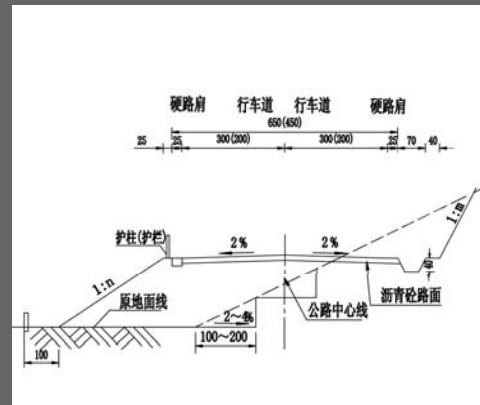 硬路肩 行车道 行车道 硬路肩
650(450)
25 25 300(200) 300(200) 25 70 40
护柱(护栏)
2% 2%
1:m
1:n
40
原地面线
沥青砼路面
2～4%
公路中心线
100～200
100